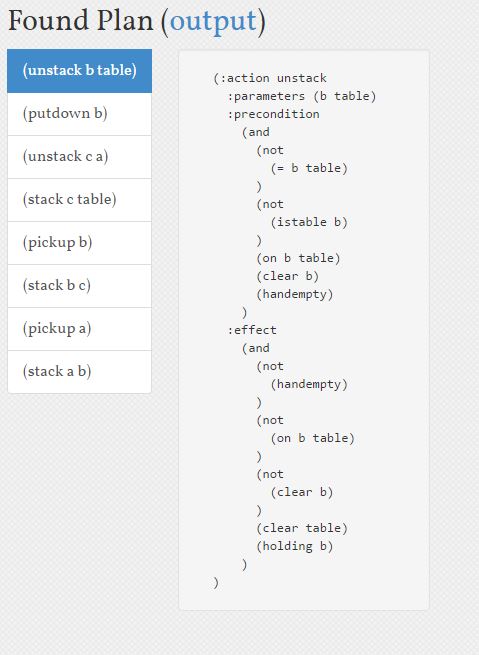 Found Plan (output)
(unstack b table)
(putdown b)
(unstack c a)
(stack c table)
(pickup b)
(stack b c)
(pickup a)
(stack a b)
(:action unstack
  :parameters (b table)
  :precondition
    (and
      (not
        (= b table)
      )
      (not
        (istable b)
      )
      (on b table)
      (clear b)
      (handempty)
    )
  :effect
    (and
      (not
        (handempty)
      )
      (not
        (on b table)
      )
      (not
        (clear b)
      )
      (clear table)
      (holding b)
    )
)